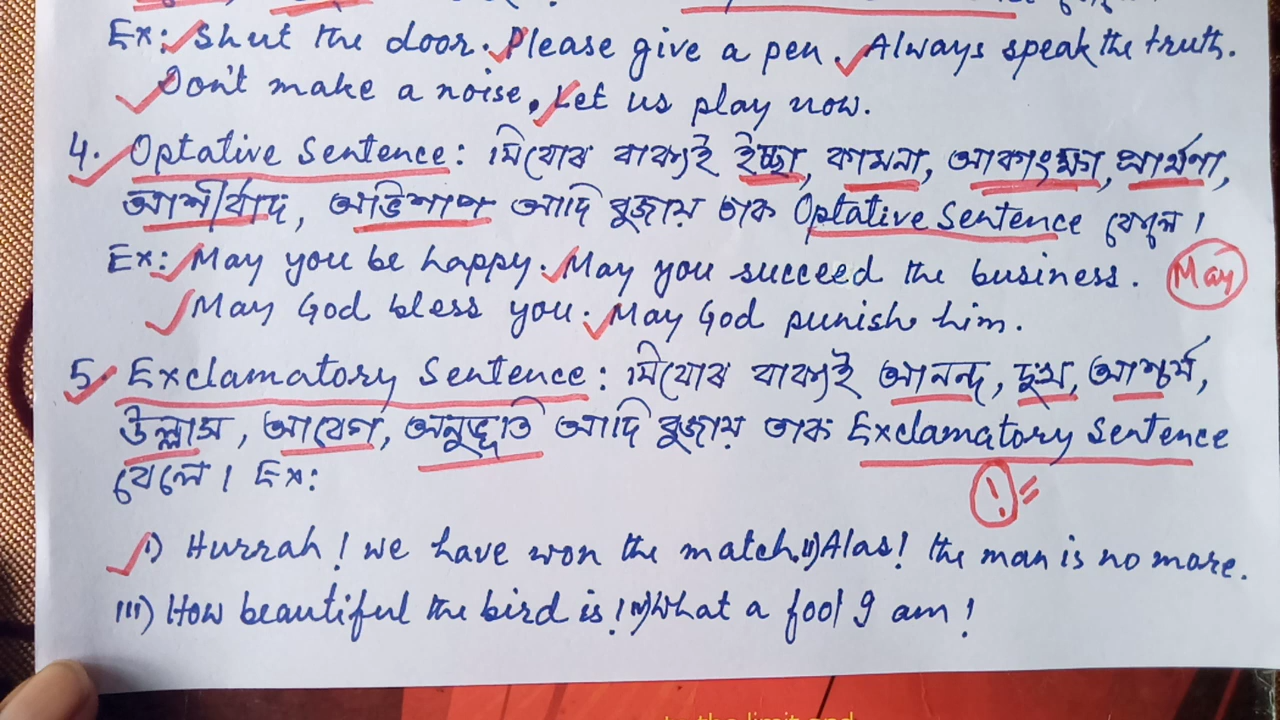 Ex: Shut the door. Please give a pen. Always speak the truth.
Don't make a noise. Let us play now.
4. Optative Sentence: যিবোৰ বাক্যই ইচ্ছা, কামনা, আকাংক্ষা, প্ৰাৰ্থনা,
আশীৰ্বাদ, অভিশাপ আদি বুজায় তাক Optative Sentence বোলে।
Ex: May you be happy. May you succeed the business. May
May God bless you. May God punish him.
5. Exclamatory Sentence: যিবোৰ বাক্যই আনন্দ, দুখ, আশ্চৰ্য,
উল্লাস, আবেগ, অনুভূতি আদি বুজায় তাক Exclamatory Sentence
বোলে। Ex: !
i) Hurrah! we have won the match. ii) Alas! the man is no more.
iii) How beautiful the bird is! iv) What a fool I am!